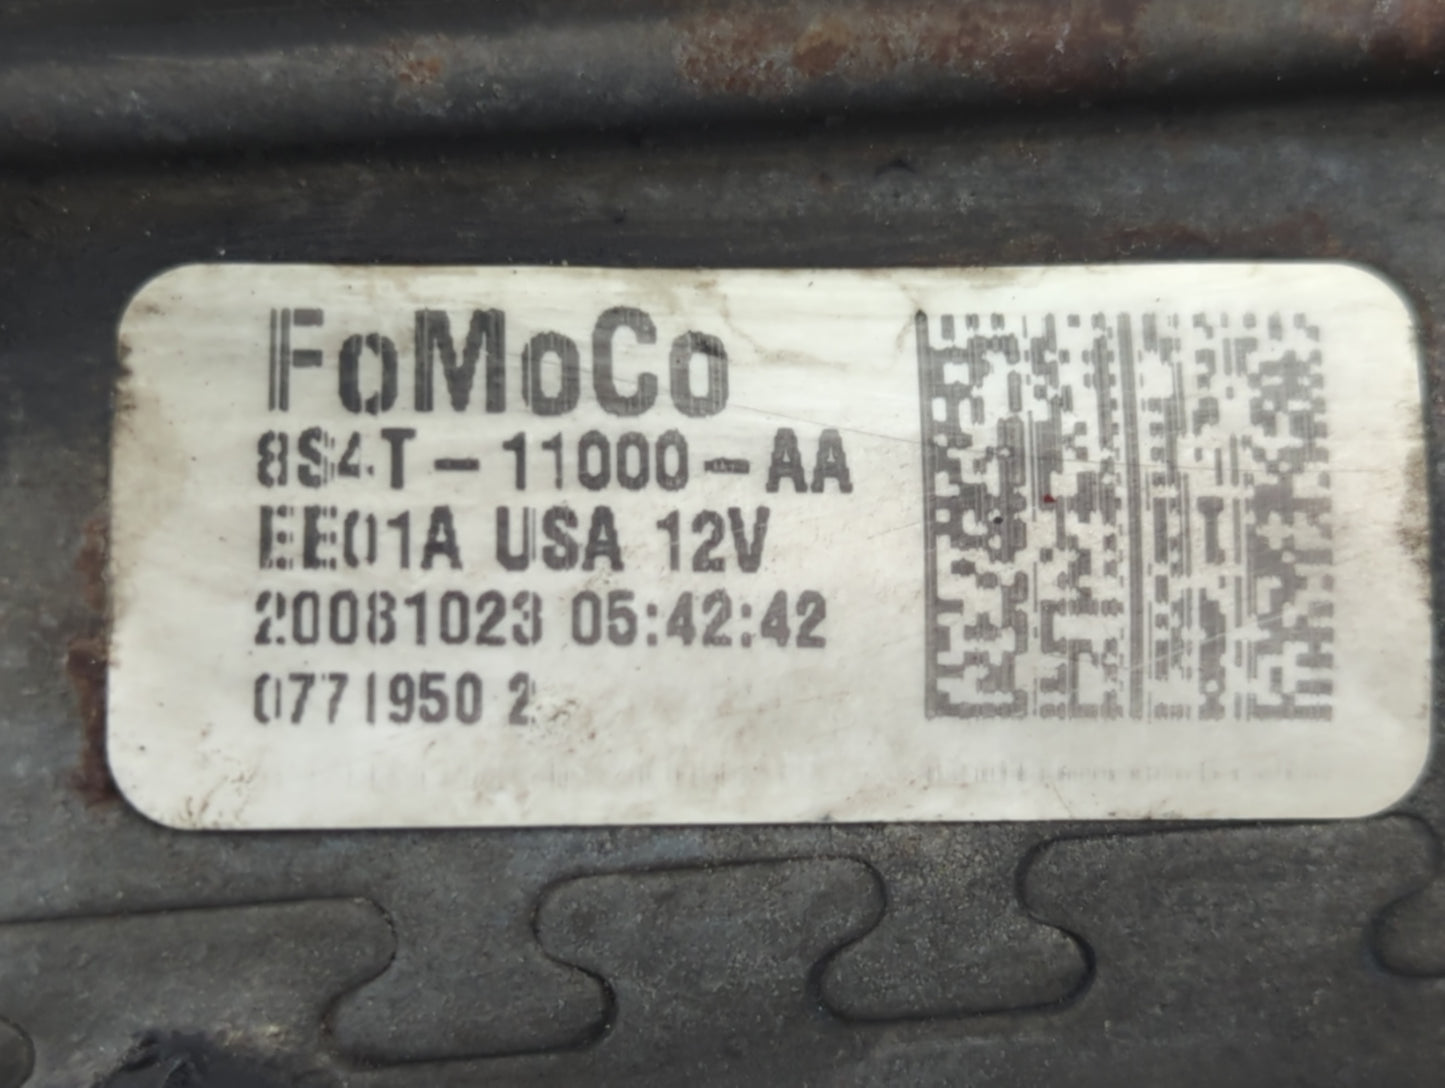 FoMoCo
8S4T-11000-AA
EE01A USA 12V
20081023 05:42:42
0771950 2